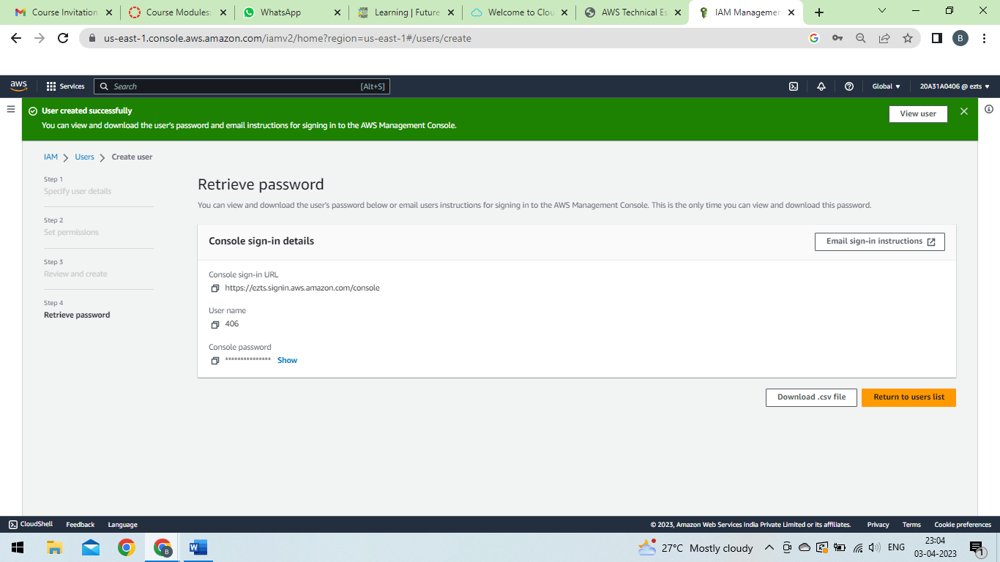 Course Invitation
Course Modules:
WhatsApp
Learning | Future
Welcome to Clou
AWS Technical Es
IAM Managemen
us-east-1.console.aws.amazon.com/iamv2/home?region=us-east-1#/users/create
B
aws
Services
Search
[Alt+S]
Global
20A31A0406 @ ezts
User created successfully
You can view and download the user's password and email instructions for signing in to the AWS Management Console.
View user
IAM
Users
Create user
Step 1
Specify user details
Step 2
Set permissions
Step 3
Review and create
Step 4
Retrieve password
Retrieve password
You can view and download the user's password below or email users instructions for signing in to the AWS Management Console. This is the only time you can view and download this password.
Console sign-in details
Email sign-in instructions
Console sign-in URL
https://ezts.signin.aws.amazon.com/console
User name
406
Console password
*************** Show
Download .csv file
Return to users list
CloudShell
Feedback
Language
© 2023, Amazon Web Services India Private Limited or its affiliates.
Privacy
Terms
Cookie preferences
B
W
27°C Mostly cloudy
ENG
23:04
03-04-2023
1